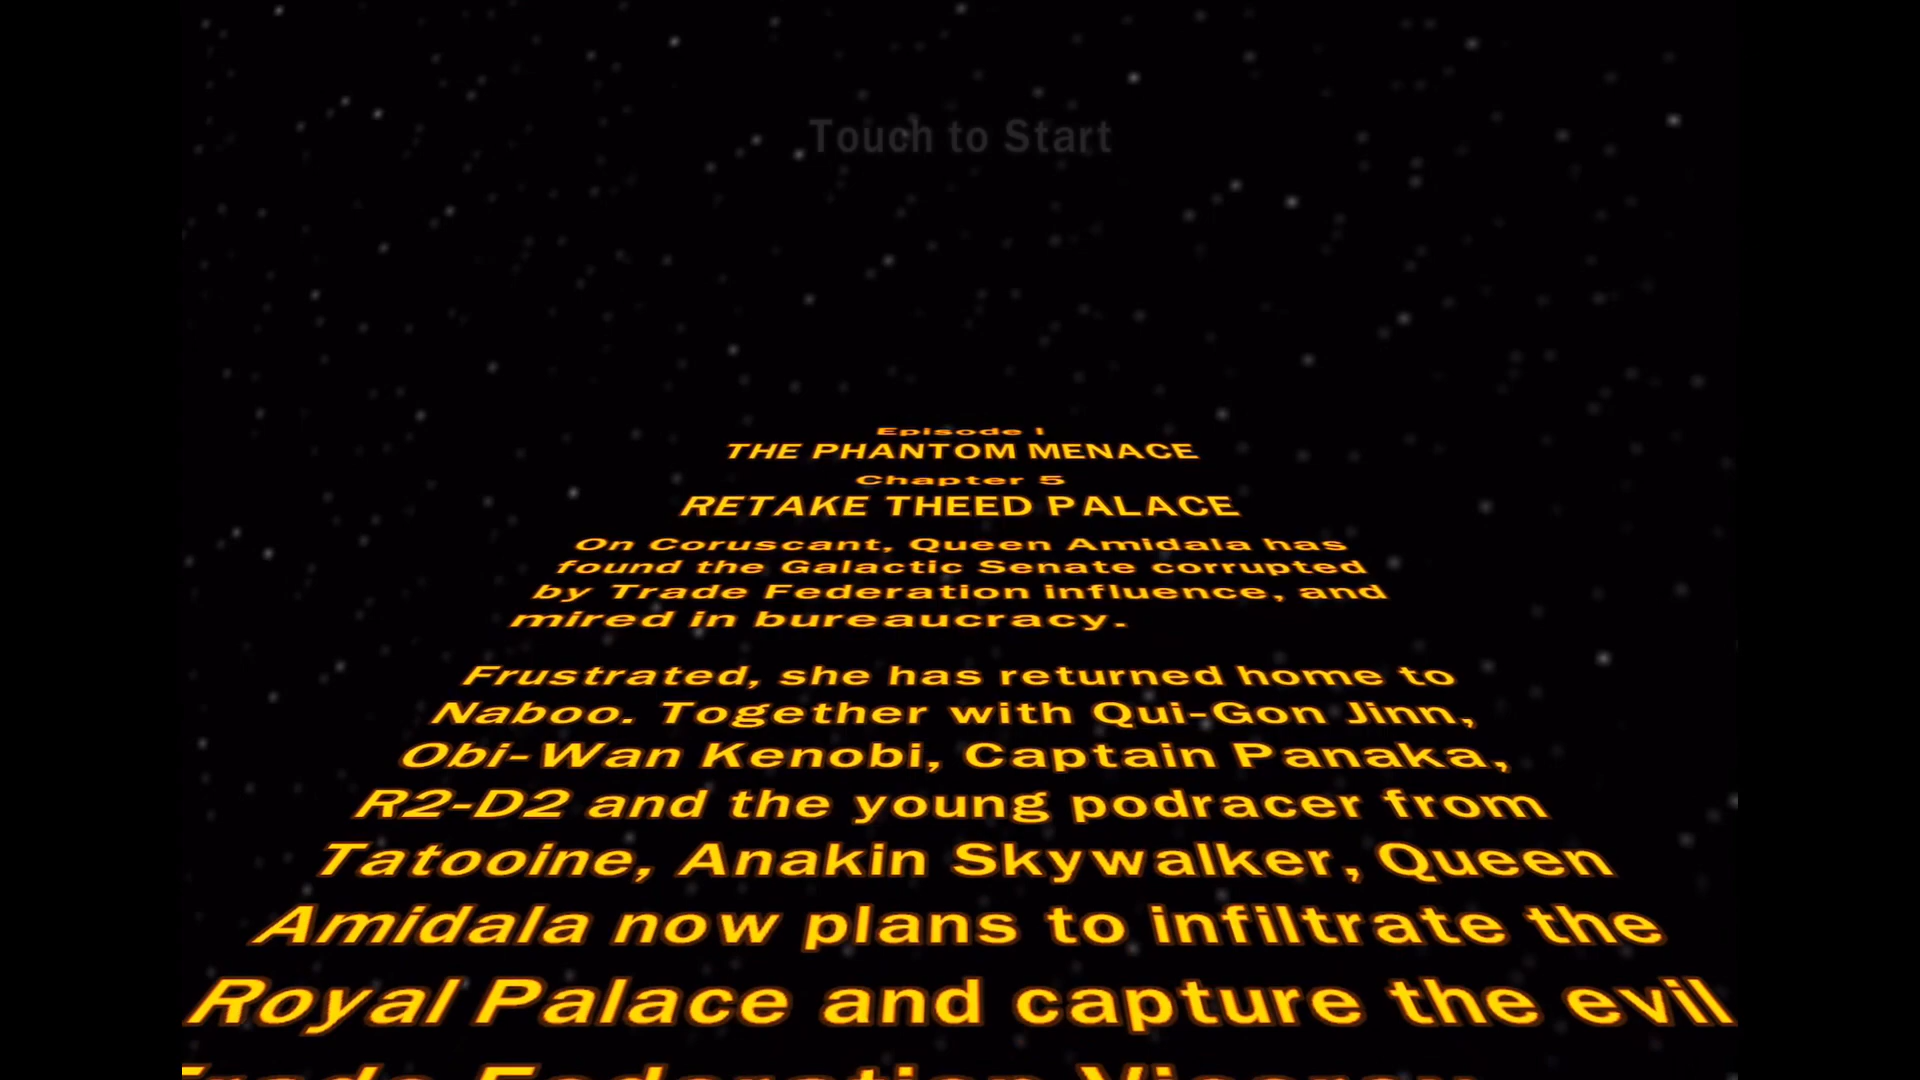 Touch to Start
Episode I
THE PHANTOM MENACE
Chapter 5
RETAKE THEED PALACE
On Coruscant, Queen Amidala has
found the Galactic Senate corrupted
by Trade Federation influence, and
mired in bureaucracy.
Frustrated, she has returned home to
Naboo. Together with Qui-Gon Jinn,
Obi-Wan Kenobi, Captain Panaka,
R2-D2 and the young podracer from
Tatooine, Anakin Skywalker, Queen
Amidala now plans to infiltrate the
Royal Palace and capture the evil
Trade Federation Viceroy.